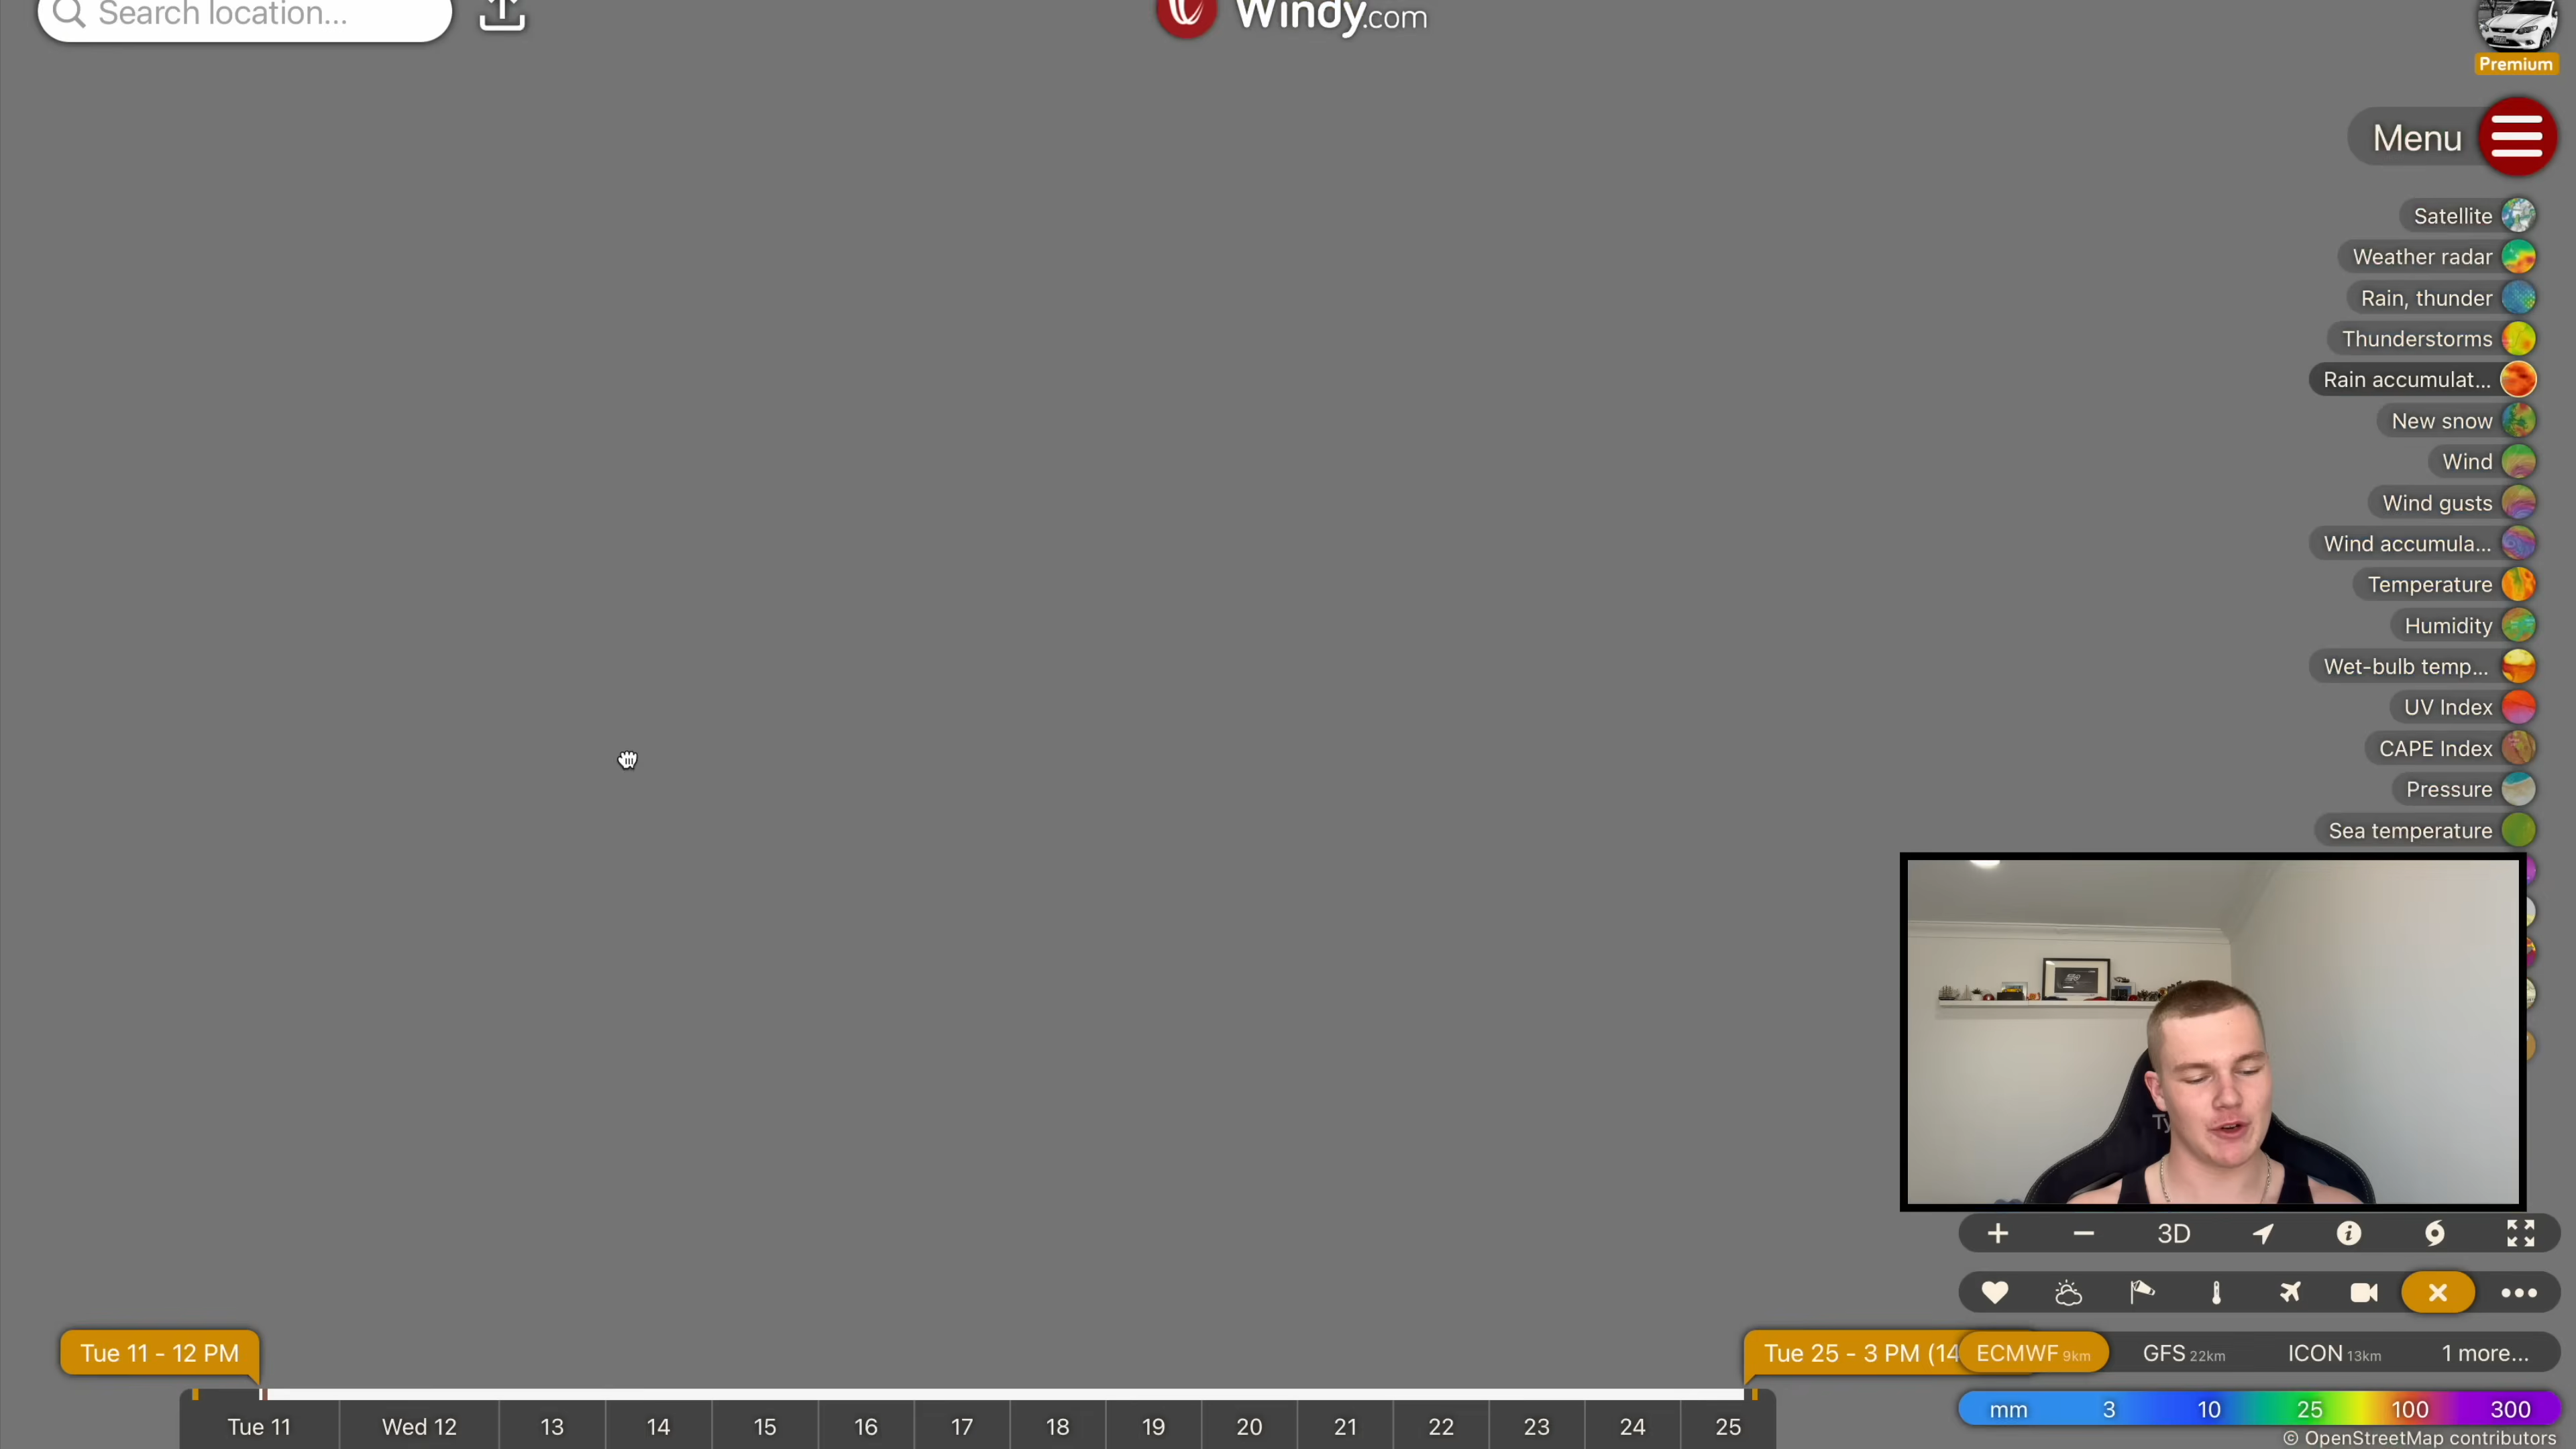 Search location...
Windy.com
Premium
Menu
Satellite
Weather radar
Rain, thunder
Thunderstorms
Rain accumulat...
New snow
Wind
Wind gusts
Wind accumula...
Temperature
Humidity
Wet-bulb temp...
UV Index
CAPE Index
Pressure
Sea temperature
Ty
3D
Tue 11 - 12 PM
Tue 25 - 3 PM (14
ECMWF 9km
GFS 22km
ICON 13km
1 more...
Tue 11 Wed 12 13 14 15 16 17 18 19 20 21 22 23 24 25
mm 3 10 25 100 300
© OpenStreetMap contributors